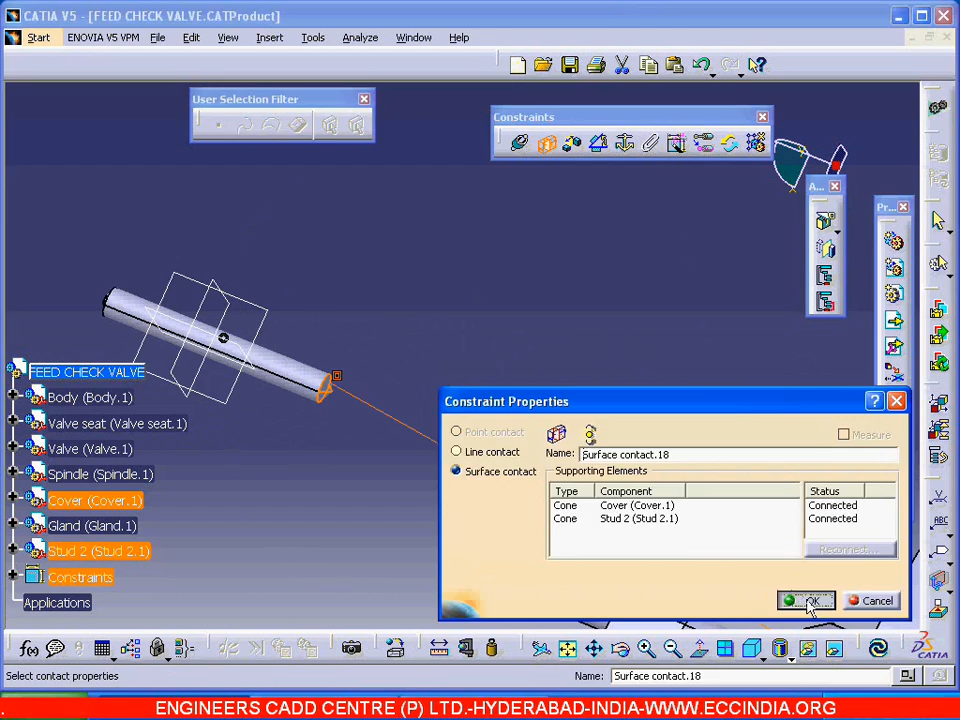 CATIA V5 - [FEED CHECK VALVE.CATProduct]
Start ENOVIA V5 VPM File Edit View Insert Tools Analyze Window Help
User Selection Filter
Constraints
A...
Pr...
FEED CHECK VALVE
Body (Body.1)
Valve seat (Valve seat.1)
Valve (Valve.1)
Spindle (Spindle.1)
Cover (Cover.1)
Gland (Gland.1)
Stud 2 (Stud 2.1)
Constraints
Applications
Constraint Properties
Point contact
Line contact
Surface contact
Measure
Name: Surface contact.18
Supporting Elements
Type Component Status
Cone Cover (Cover.1) Connected
Cone Stud 2 (Stud 2.1) Connected
Reconnect...
OK Cancel
ABC
f(x)
Select contact properties
Name: Surface contact.18
ENGINEERS CADD CENTRE (P) LTD.-HYDERABAD-INDIA-WWW.ECCINDIA.ORG